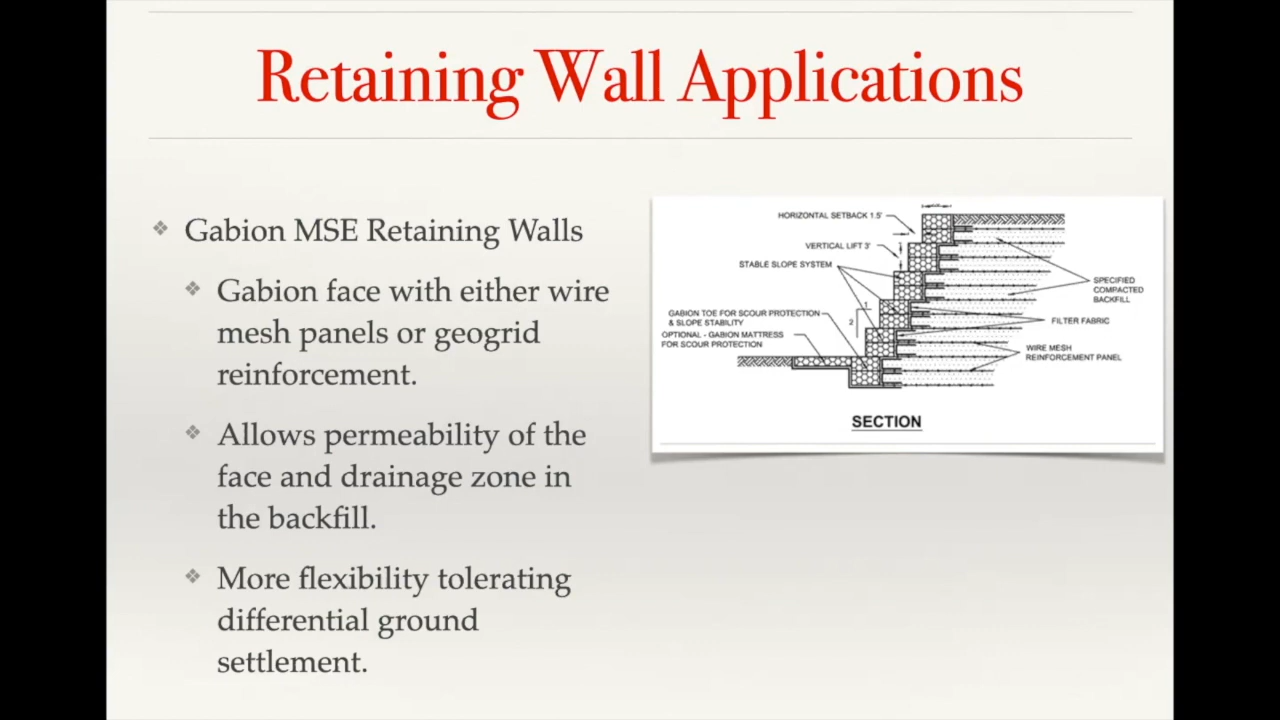 Retaining Wall Applications
Gabion MSE Retaining Walls
Gabion face with either wire
mesh panels or geogrid
reinforcement.
Allows permeability of the
face and drainage zone in
the backfill.
More flexibility tolerating
differential ground
settlement.
HORIZONTAL SETBACK 1.5'
VERTICAL LIFT 3'
STABLE SLOPE SYSTEM
1
2
GABION TOE FOR SCOUR PROTECTION
& SLOPE STABILITY
OPTIONAL - GABION MATTRESS
FOR SCOUR PROTECTION
SPECIFIED
COMPACTED
BACKFILL
FILTER FABRIC
WIRE MESH
REINFORCEMENT PANEL
SECTION